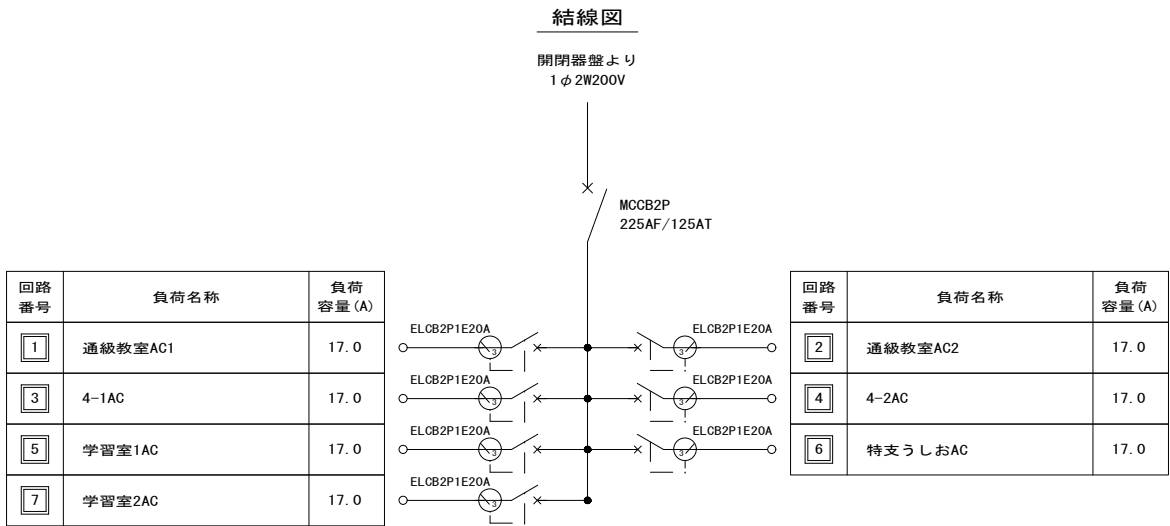 結線図
開閉器盤より
1φ2W200V
MCCB2P
225AF/125AT
回路番号 負荷名称 負荷容量(A)
1 通級教室AC1 17.0
3 4-1AC 17.0
5 学習室1AC 17.0
7 学習室2AC 17.0
ELCB2P1E20A
3
ELCB2P1E20A
3
ELCB2P1E20A
3
ELCB2P1E20A
3
ELCB2P1E20A
3
ELCB2P1E20A
3
ELCB2P1E20A
3
回路番号 負荷名称 負荷容量(A)
2 通級教室AC2 17.0
4 4-2AC 17.0
6 特支うしおAC 17.0